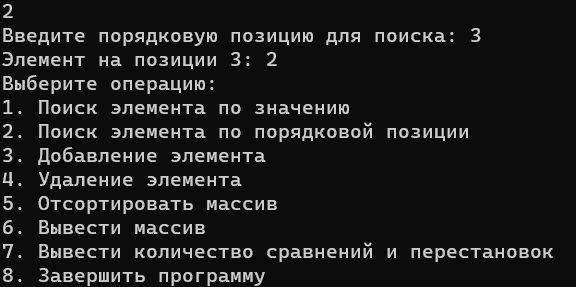 2
Введите порядковую позицию для поиска: 3
Элемент на позиции 3: 2
Выберите операцию:
1. Поиск элемента по значению
2. Поиск элемента по порядковой позиции
3. Добавление элемента
4. Удаление элемента
5. Отсортировать массив
6. Вывести массив
7. Вывести количество сравнений и перестановок
8. Завершить программу